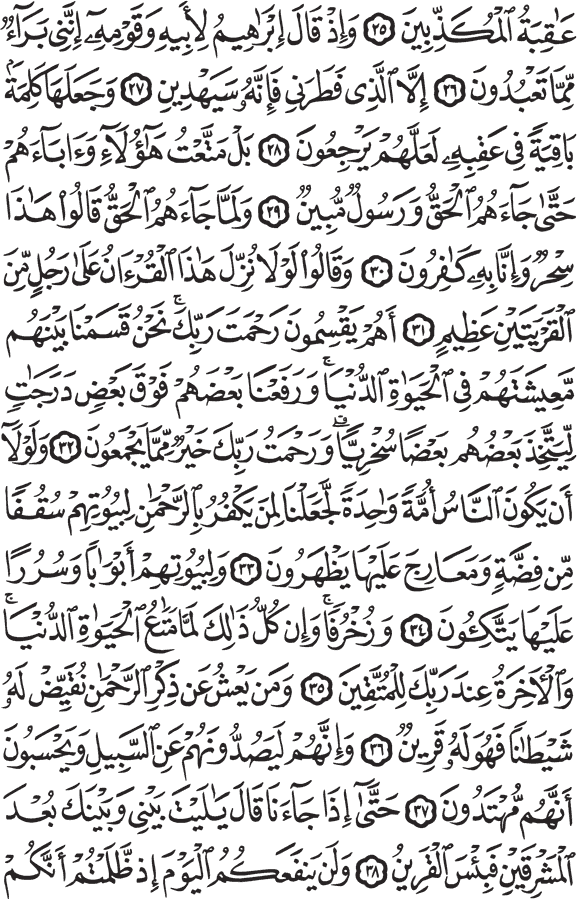 عَٰقِبَةُ ٱلْمُكَذِّبِينَ ٢٥ وَإِذْ قَالَ إِبْرَٰهِيمُ لِأَبِيهِ وَقَوْمِهِۦٓ إِنَّنِى بَرَآءٌۭ
مِّمَّا تَعْبُدُونَ ٢٦ إِلَّا ٱلَّذِى فَطَرَنِى فَإِنَّهُۥ سَيَهْدِينِ ٢٧ وَجَعَلَهَا كَلِمَةًۢ
بَاقِيَةًۭ فِى عَقِبِهِۦ لَعَلَّهُمْ يَرْجِعُونَ ٢٨ بَلْ مَتَّعْتُ هَٰٓؤُلَآءِ وَءَابَآءَهُمْ
حَتَّىٰ جَآءَهُمُ ٱلْحَقُّ وَرَسُولٌۭ مُّبِينٌۭ ٢٩ وَلَمَّا جَآءَهُمُ ٱلْحَقُّ قَالُوا۟ هَٰذَا
سِحْرٌۭ وَإِنَّا بِهِۦ كَٰفِرُونَ ٣٠ وَقَالُوا۟ لَوْلَا نُزِّلَ هَٰذَا ٱلْقُرْءَانُ عَلَىٰ رَجُلٍۢ مِّنَ
ٱلْقَرْيَتَيْنِ عَظِيمٍ ٣١ أَهُمْ يَقْسِمُونَ رَحْمَتَ رَبِّكَ ۚ نَحْنُ قَسَمْنَا بَيْنَهُم
مَّعِيشَتَهُمْ فِى ٱلْحَيَوٰةِ ٱلدُّنْيَا ۚ وَرَفَعْنَا بَعْضَهُمْ فَوْقَ بَعْضٍۢ دَرَجَٰتٍۢ
لِّيَتَّخِذَ بَعْضُهُم بَعْضًۭا سُخْرِيًّۭا ۗ وَرَحْمَتُ رَبِّكَ خَيْرٌۭ مِّمَّا يَجْمَعُونَ ٣٢ وَلَوْلَآ
أَن يَكُونَ ٱلنَّاسُ أُمَّةًۭ وَٰحِدَةًۭ لَّجَعَلْنَا لِمَن يَكْفُرُ بِٱلرَّحْمَٰنِ لِبُيُوتِهِمْ سُقُفًۭا
مِّن فِضَّةٍۢ وَمَعَارِجَ عَلَيْهَا يَظْهَرُونَ ٣٣ وَلِبُيُوتِهِمْ أَبْوَٰبًۭا وَسُرُرًا
عَلَيْهَا يَتَّكِـُٔونَ ٣٤ وَزُخْرُفًۭا ۚ وَإِن كُلُّ ذَٰلِكَ لَمَّا مَتَٰعُ ٱلْحَيَوٰةِ ٱلدُّنْيَا ۚ
وَٱلْـَٔاخِرَةُ عِندَ رَبِّكَ لِلْمُتَّقِينَ ٣٥ وَمَن يَعْشُ عَن ذِكْرِ ٱلرَّحْمَٰنِ نُقَيِّضْ لَهُۥ
شَيْطَٰنًۭا فَهُوَ لَهُۥ قَرِينٌۭ ٣٦ وَإِنَّهُمْ لَيَصُدُّونَهُمْ عَنِ ٱلسَّبِيلِ وَيَحْسَبُونَ
أَنَّهُم مُّهْتَدُونَ ٣٧ حَتَّىٰٓ إِذَا جَآءَنَا قَالَ يَٰلَيْتَ بَيْنِى وَبَيْنَكَ بُعْدَ
ٱلْمَشْرِقَيْنِ فَبِئْسَ ٱلْقَرِينُ ٣٨ وَلَن يَنفَعَكُمُ ٱلْيَوْمَ إِذ ظَّلَمْتُمْ أَنَّكُمْ